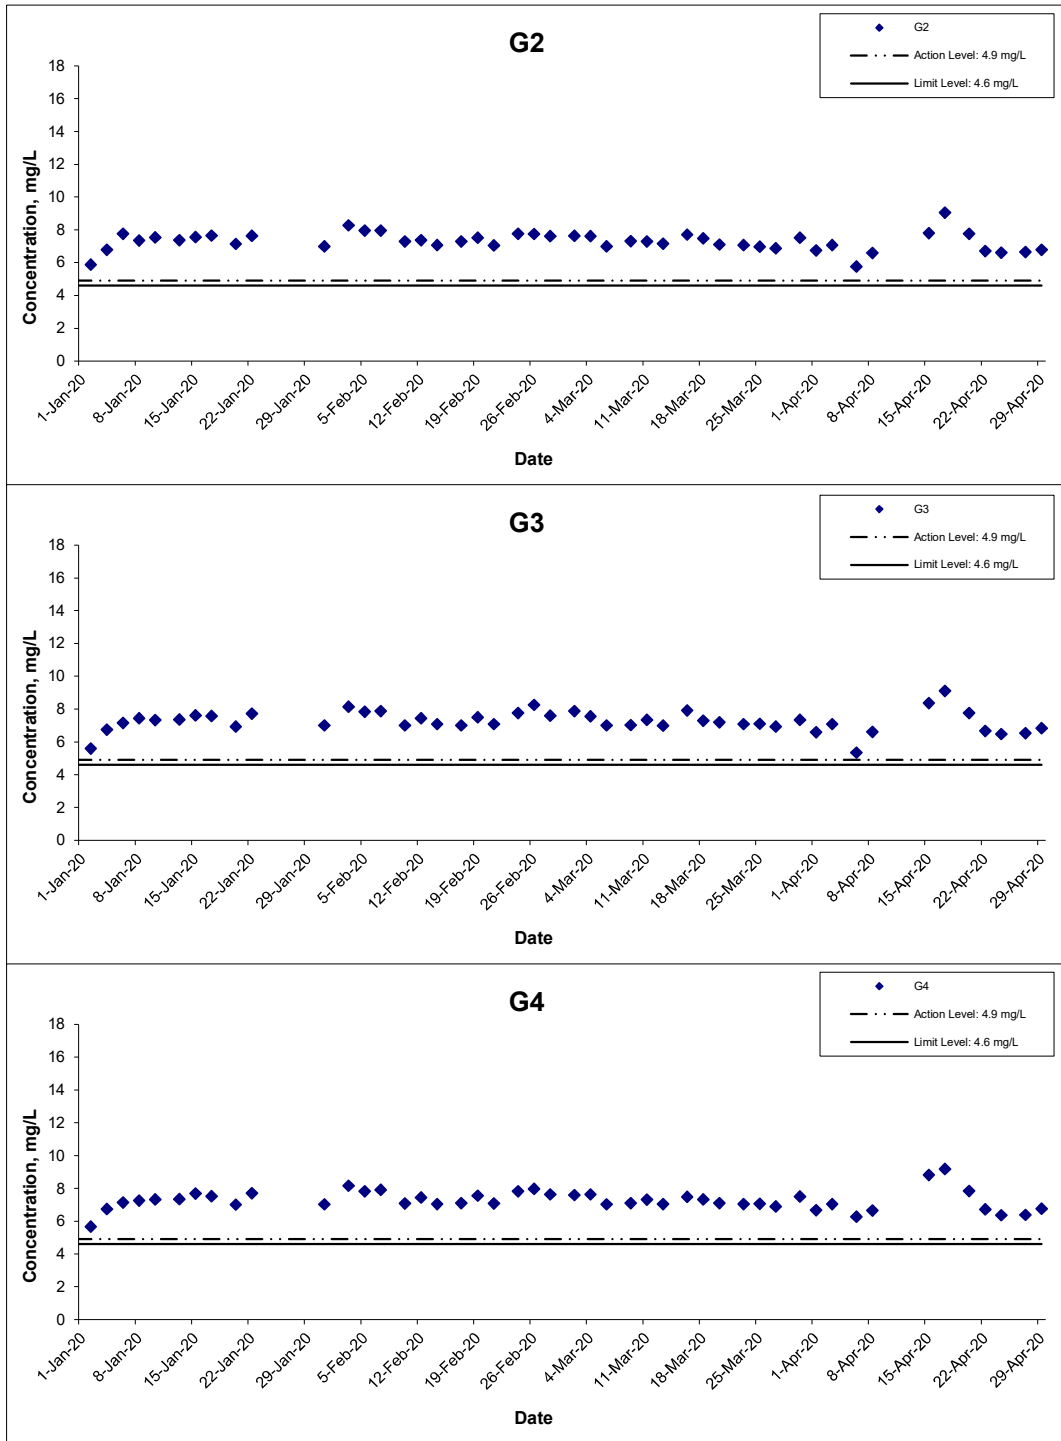 G2
G2
Action Level: 4.9 mg/L
Limit Level: 4.6 mg/L
Concentration, mg/L
18
16
14
12
10
8
6
4
2
0
1-Jan-20
8-Jan-20
15-Jan-20
22-Jan-20
29-Jan-20
5-Feb-20
12-Feb-20
19-Feb-20
26-Feb-20
4-Mar-20
11-Mar-20
18-Mar-20
25-Mar-20
1-Apr-20
8-Apr-20
15-Apr-20
22-Apr-20
29-Apr-20
Date
G3
G3
Action Level: 4.9 mg/L
Limit Level: 4.6 mg/L
Concentration, mg/L
18
16
14
12
10
8
6
4
2
0
1-Jan-20
8-Jan-20
15-Jan-20
22-Jan-20
29-Jan-20
5-Feb-20
12-Feb-20
19-Feb-20
26-Feb-20
4-Mar-20
11-Mar-20
18-Mar-20
25-Mar-20
1-Apr-20
8-Apr-20
15-Apr-20
22-Apr-20
29-Apr-20
Date
G4
G4
Action Level: 4.9 mg/L
Limit Level: 4.6 mg/L
Concentration, mg/L
18
16
14
12
10
8
6
4
2
0
1-Jan-20
8-Jan-20
15-Jan-20
22-Jan-20
29-Jan-20
5-Feb-20
12-Feb-20
19-Feb-20
26-Feb-20
4-Mar-20
11-Mar-20
18-Mar-20
25-Mar-20
1-Apr-20
8-Apr-20
15-Apr-20
22-Apr-20
29-Apr-20
Date